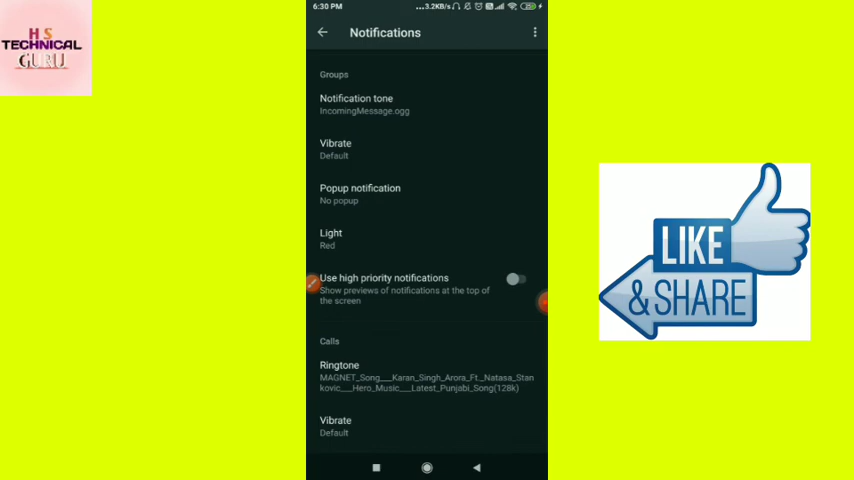 H S
TECHNICAL
GURU
6:30 PM
...3.2KB/s
Notifications
Groups
Notification tone
IncomingMessage.ogg
Vibrate
Default
Popup notification
No popup
Light
Red
Use high priority notifications
Show previews of notifications at the top of
the screen
Calls
Ringtone
MAGNET_Song___Karan_Singh_Arora_Ft._Natasa_Stan
kovic___Hero_Music___Latest_Punjabi_Song(128k)
Vibrate
Default
LIKE
& SHARE